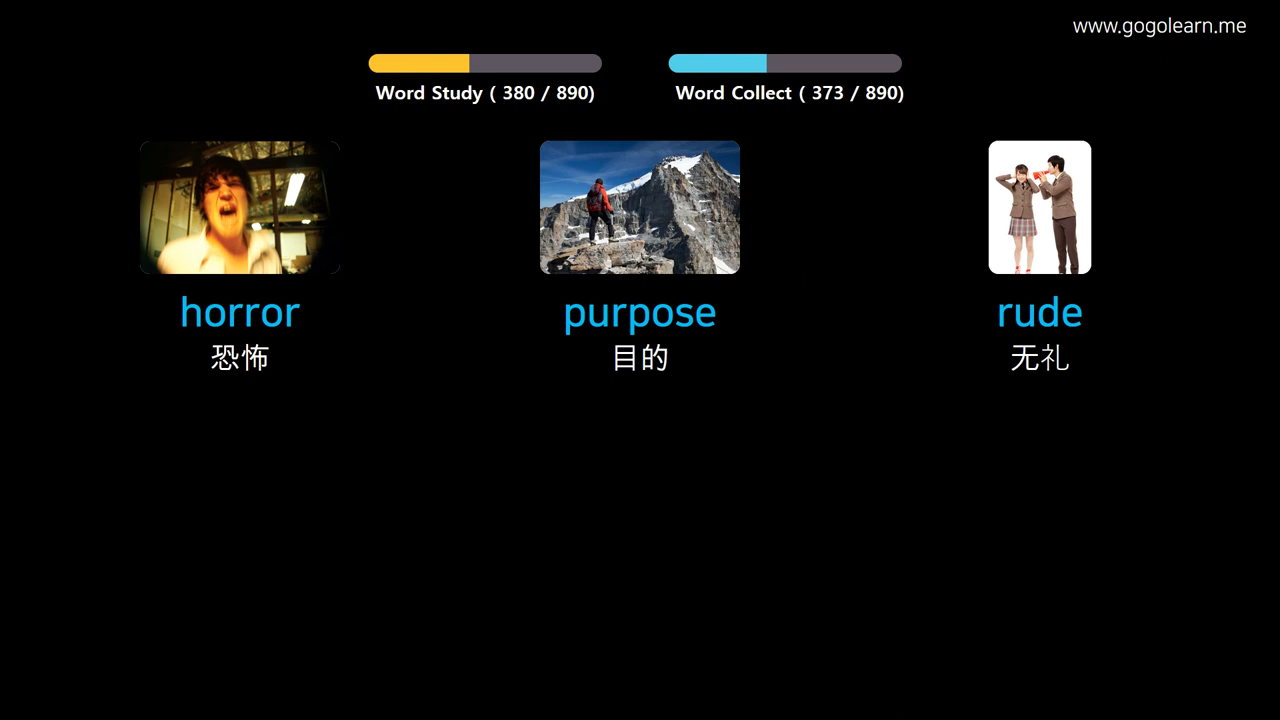 www.gogolearn.me
Word Study ( 380 / 890)
Word Collect ( 373 / 890)
horror
purpose
rude
恐怖
目的
无礼